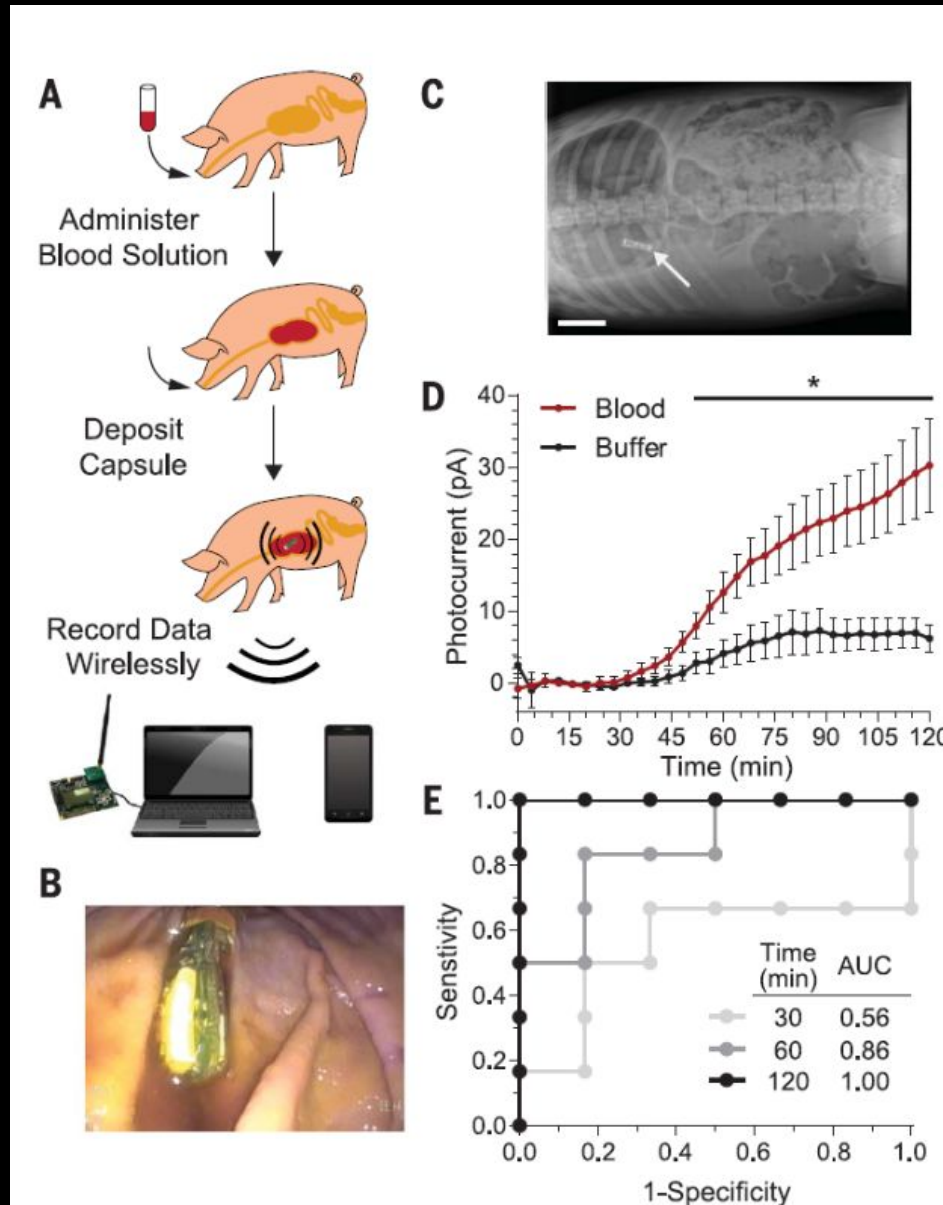 A
Administer
Blood Solution
Deposit
Capsule
Record Data
Wirelessly
B
C
D
*
Blood
Buffer
Photocurrent (pA)
40
30
20
10
0
0 15 30 45 60 75 90 105 120
Time (min)
E
Senstivity
1.0
0.8
0.6
0.4
0.2
0.0
0.0 0.2 0.4 0.6 0.8 1.0
1-Specificity
Time
(min) AUC
30 0.56
60 0.86
120 1.00